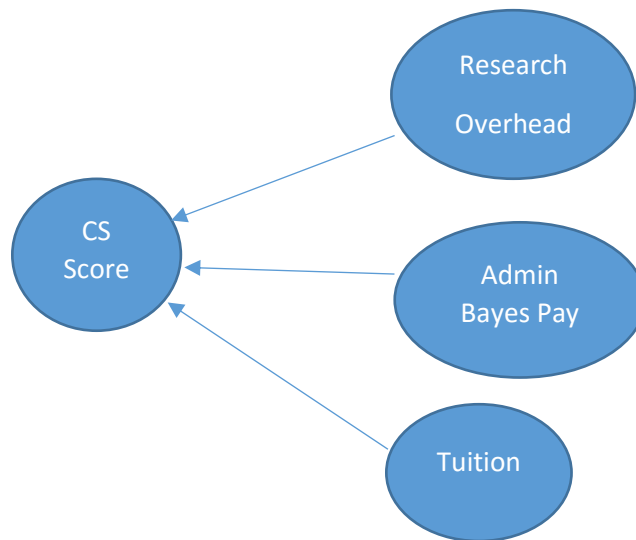 Research
Overhead
CS
Score
Admin
Bayes Pay
Tuition